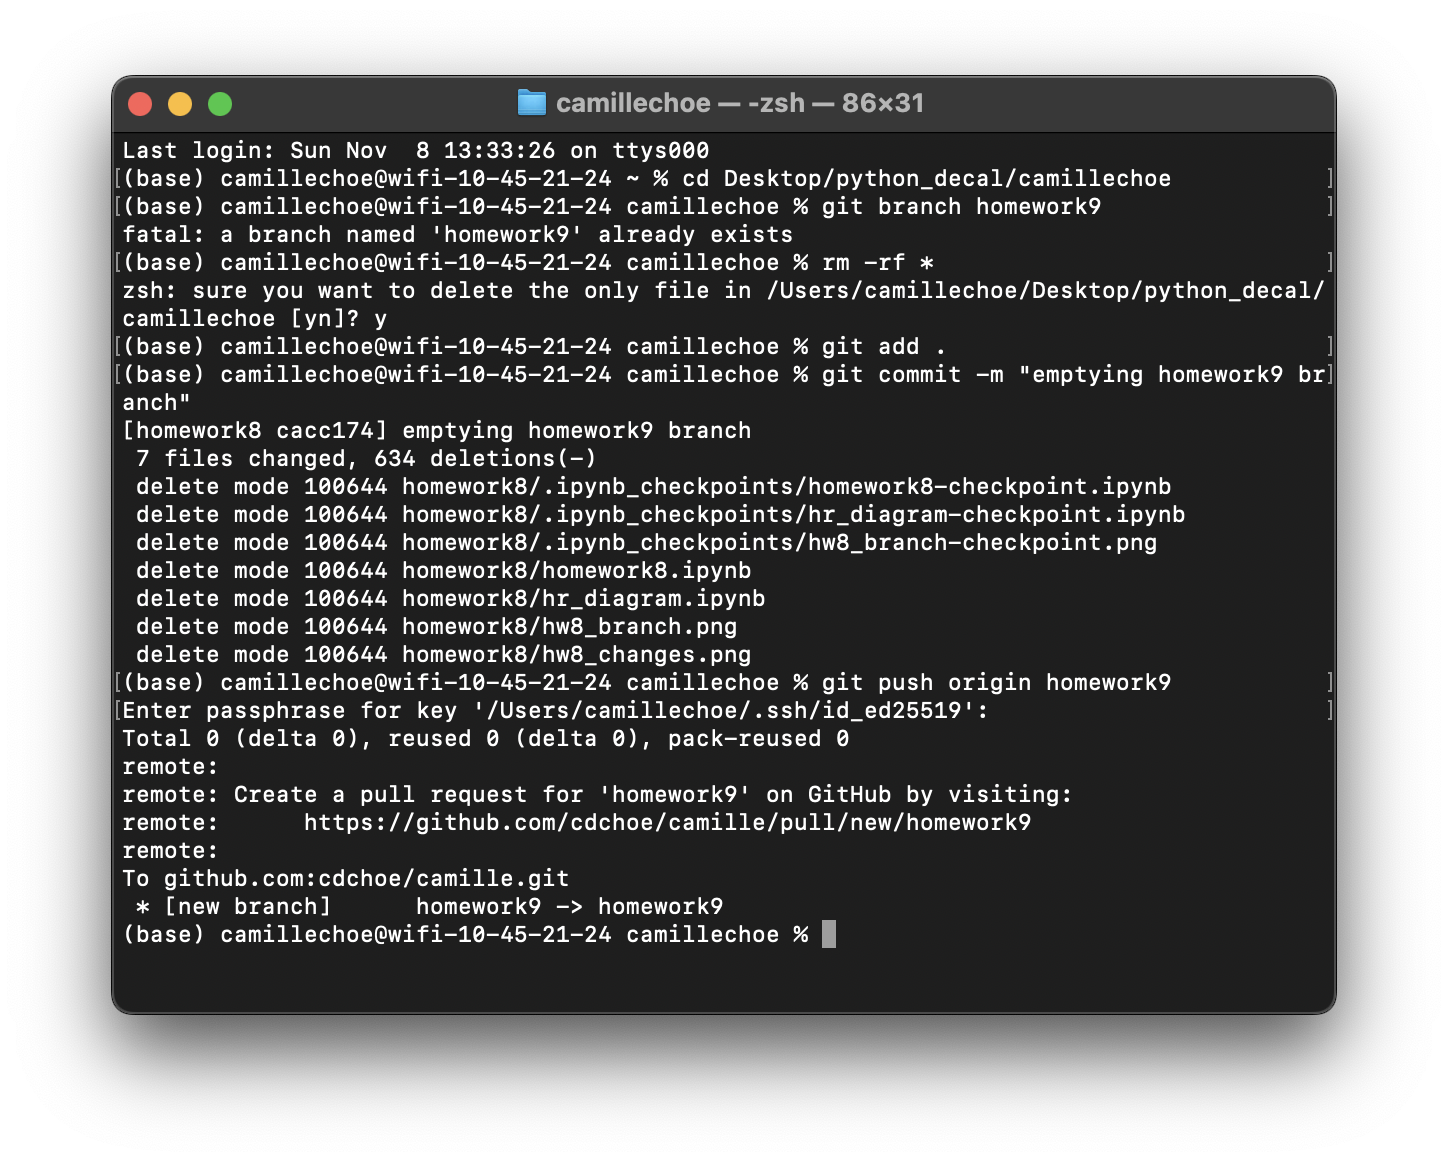 camillechoe — -zsh — 86×31
Last login: Sun Nov  8 13:33:26 on ttys000
[(base) camillechoe@wifi-10-45-21-24 ~ % cd Desktop/python_decal/camillechoe ]
[(base) camillechoe@wifi-10-45-21-24 camillechoe % git branch homework9 ]
fatal: a branch named 'homework9' already exists
[(base) camillechoe@wifi-10-45-21-24 camillechoe % rm -rf * ]
zsh: sure you want to delete the only file in /Users/camillechoe/Desktop/python_decal/
camillechoe [yn]? y
[(base) camillechoe@wifi-10-45-21-24 camillechoe % git add . ]
[(base) camillechoe@wifi-10-45-21-24 camillechoe % git commit -m "emptying homework9 br]
anch"
[homework8 cacc174] emptying homework9 branch
 7 files changed, 634 deletions(-)
 delete mode 100644 homework8/.ipynb_checkpoints/homework8-checkpoint.ipynb
 delete mode 100644 homework8/.ipynb_checkpoints/hr_diagram-checkpoint.ipynb
 delete mode 100644 homework8/.ipynb_checkpoints/hw8_branch-checkpoint.png
 delete mode 100644 homework8/homework8.ipynb
 delete mode 100644 homework8/hr_diagram.ipynb
 delete mode 100644 homework8/hw8_branch.png
 delete mode 100644 homework8/hw8_changes.png
[(base) camillechoe@wifi-10-45-21-24 camillechoe % git push origin homework9 ]
[Enter passphrase for key '/Users/camillechoe/.ssh/id_ed25519': ]
Total 0 (delta 0), reused 0 (delta 0), pack-reused 0
remote:
remote: Create a pull request for 'homework9' on GitHub by visiting:
remote:      https://github.com/cdchoe/camille/pull/new/homework9
remote:
To github.com:cdchoe/camille.git
 * [new branch]      homework9 -> homework9
(base) camillechoe@wifi-10-45-21-24 camillechoe %